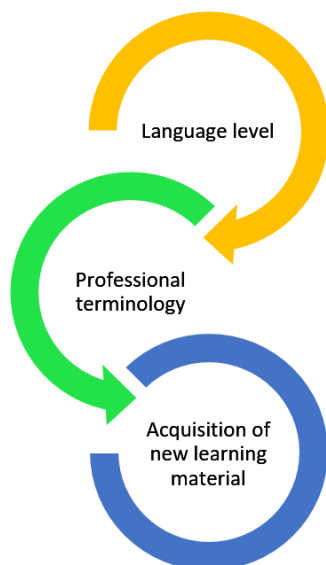 Language level
Professional
terminology
Acquisition of
new learning
material